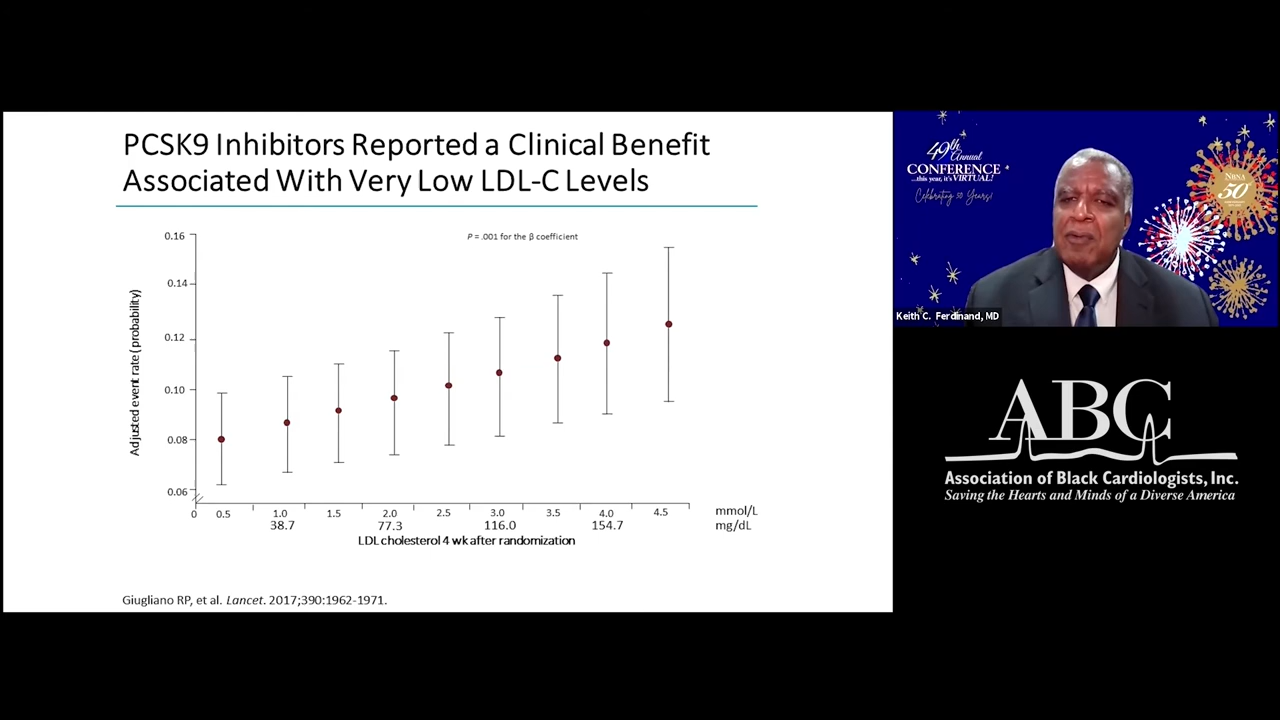 PCSK9 Inhibitors Reported a Clinical Benefit
Associated With Very Low LDL-C Levels
P = .001 for the β coefficient
Adjusted event rate (probability)
0.16
0.14
0.12
0.10
0.08
0.06
0 0.5 1.0 1.5 2.0 2.5 3.0 3.5 4.0 4.5 mmol/L
38.7 77.3 116.0 154.7 mg/dL
LDL cholesterol 4 wk after randomization
Giugliano RP, et al. Lancet. 2017;390:1962-1971.
49th
Annual
CONFERENCE
...this year, it's VIRTUAL!
Celebrating 50 Years!
NBNA
50
Keith C. Ferdinand, MD
ABC
Association of Black Cardiologists, Inc.
Saving the Hearts and Minds of a Diverse America